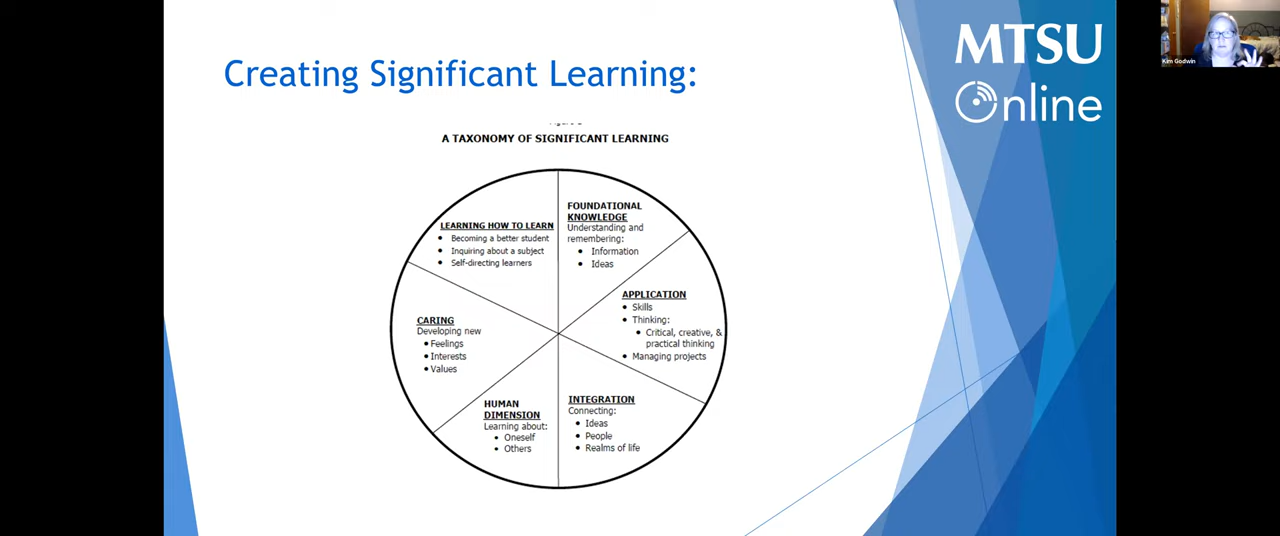 Creating Significant Learning:
MTSU
Online
Kim Godwin
A TAXONOMY OF SIGNIFICANT LEARNING
LEARNING HOW TO LEARN
• Becoming a better student
• Inquiring about a subject
• Self-directing learners
FOUNDATIONAL
KNOWLEDGE
Understanding and
remembering:
• Information
• Ideas
APPLICATION
• Skills
• Thinking:
• Critical, creative, &
practical thinking
• Managing projects
INTEGRATION
Connecting:
• Ideas
• People
• Realms of life
HUMAN
DIMENSION
Learning about:
• Oneself
• Others
CARING
Developing new
• Feelings
• Interests
• Values